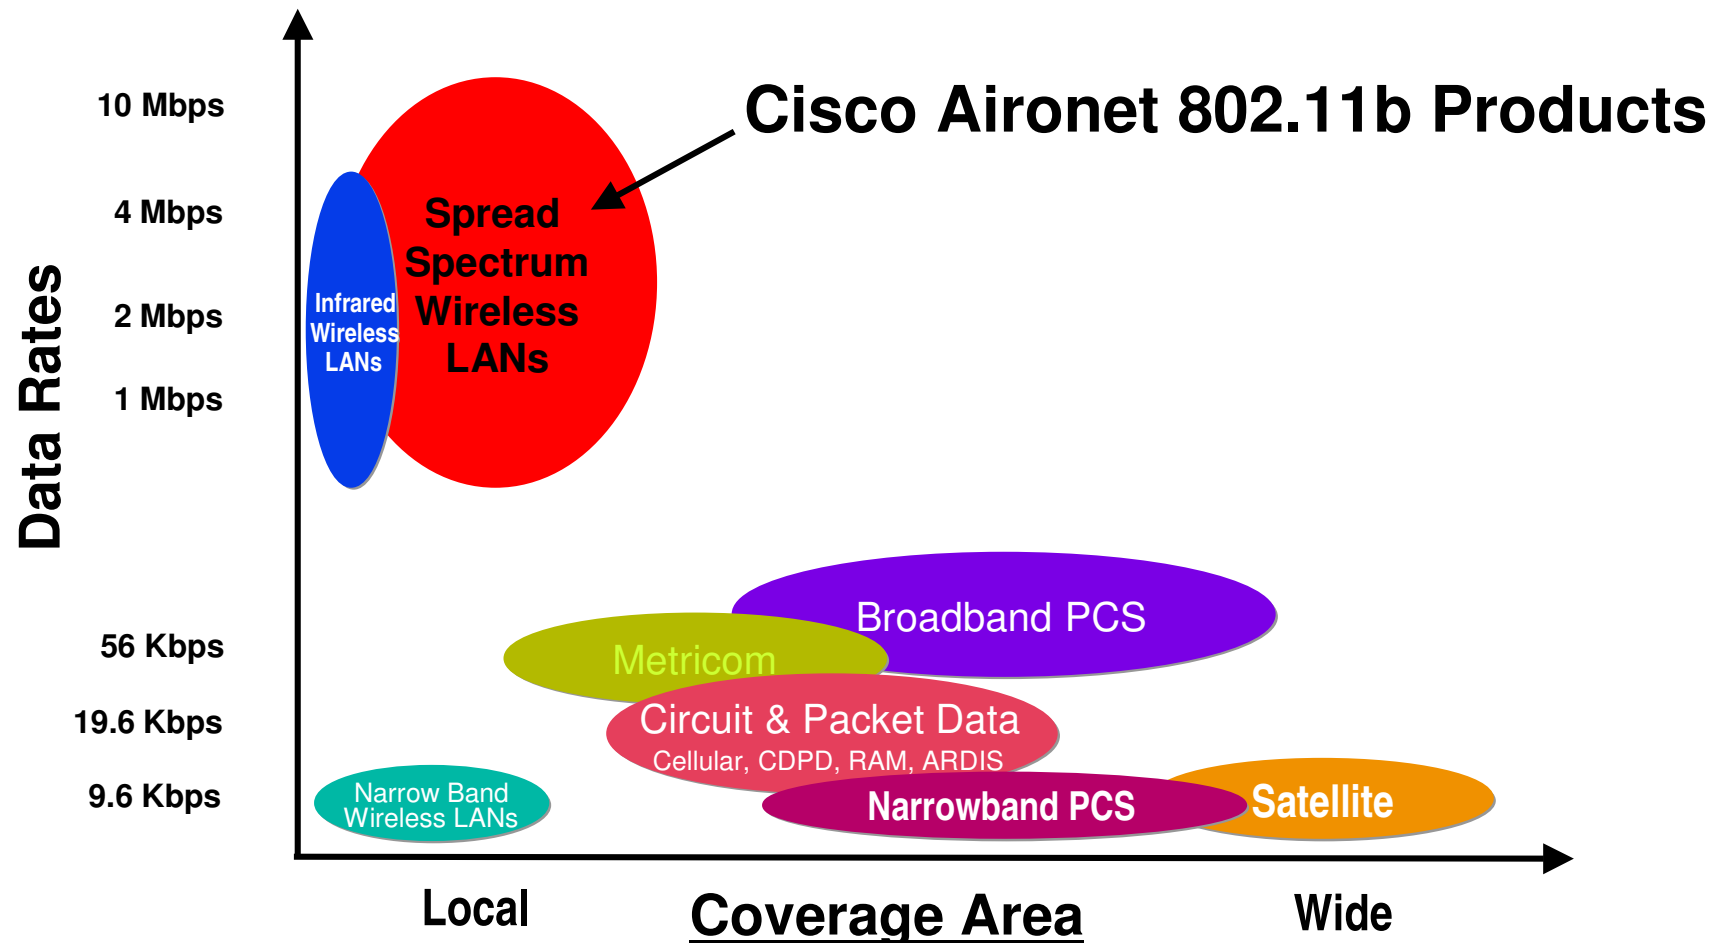 Cisco Aironet 802.11b Products
Data Rates
10 Mbps
4 Mbps
2 Mbps
1 Mbps
56 Kbps
19.6 Kbps
9.6 Kbps
Spread
Spectrum
Wireless
LANs
Infrared
Wireless
LANs
Broadband PCS
Metricom
Circuit & Packet Data
Cellular, CDPD, RAM, ARDIS
Narrow Band
Wireless LANs
Narrowband PCS
Satellite
Local
Coverage Area
Wide